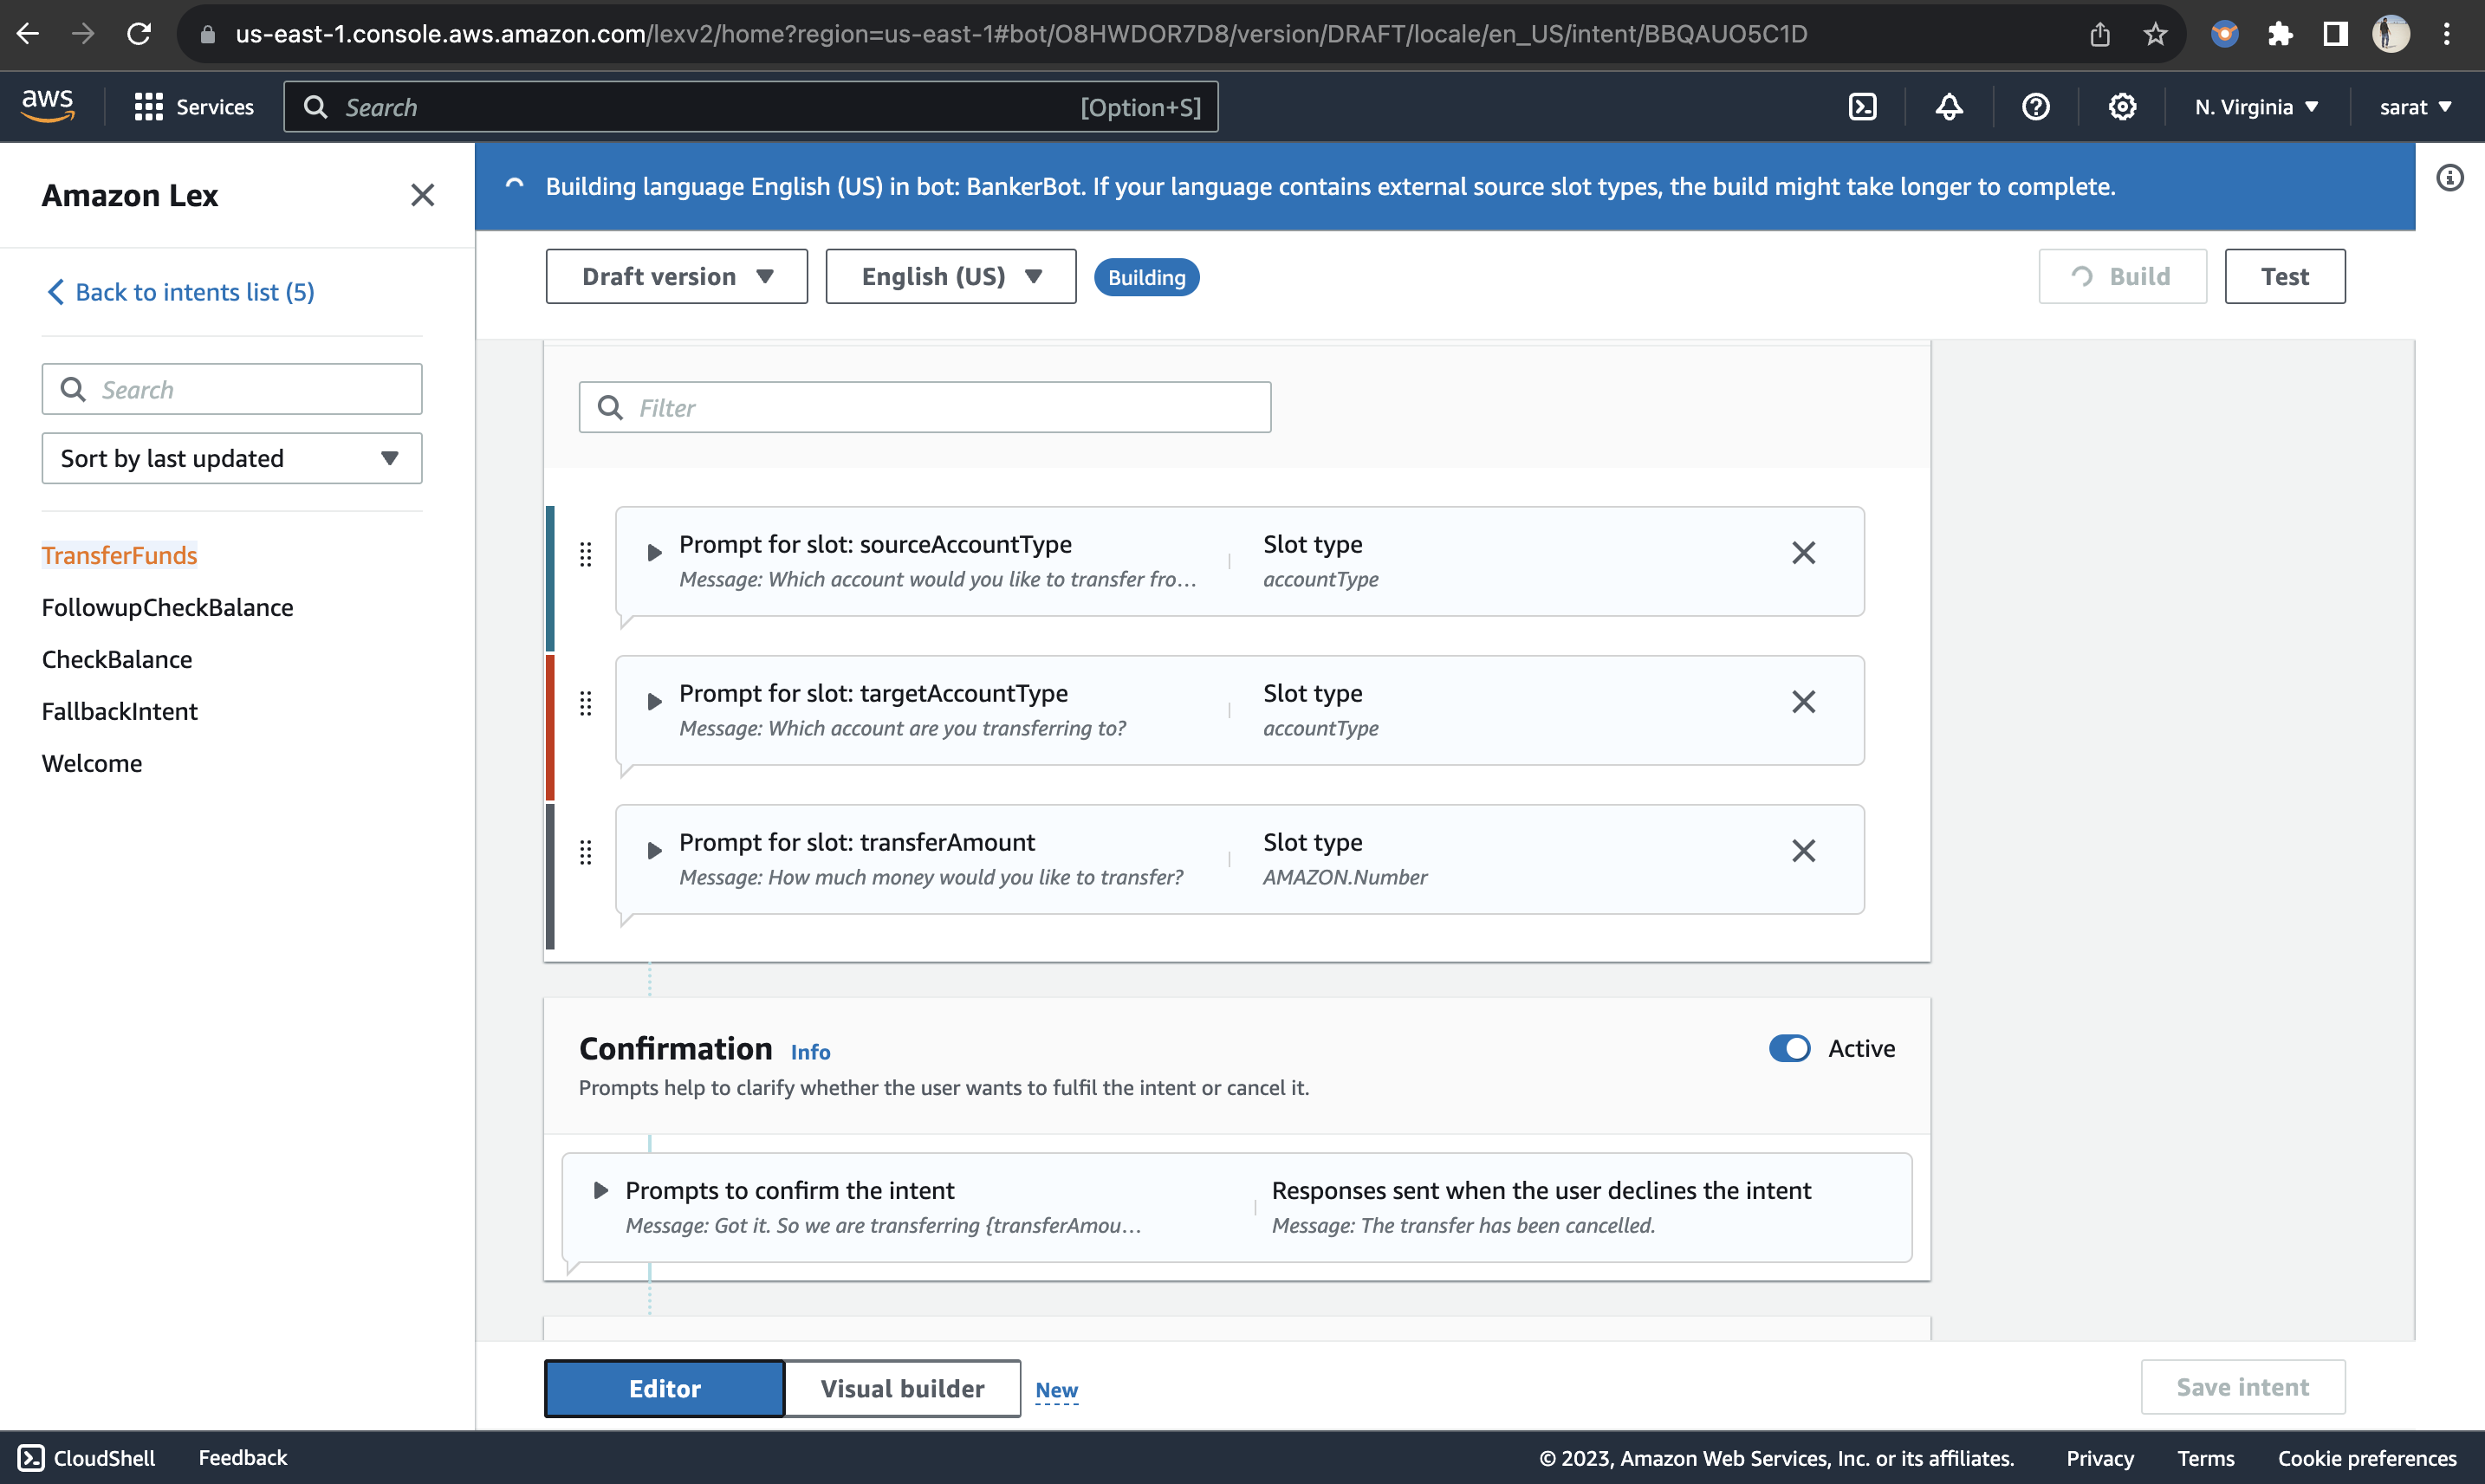 us-east-1.console.aws.amazon.com/lexv2/home?region=us-east-1#bot/O8HWDOR7D8/version/DRAFT/locale/en_US/intent/BBQAUO5C1D
aws Services Search [Option+S] N. Virginia sarat
Amazon Lex
Building language English (US) in bot: BankerBot. If your language contains external source slot types, the build might take longer to complete.
Draft version English (US) Building Build Test
Back to intents list (5)
Search
Sort by last updated
TransferFunds
FollowupCheckBalance
CheckBalance
FallbackIntent
Welcome
Filter
Prompt for slot: sourceAccountType Slot type
Message: Which account would you like to transfer fro... accountType
Prompt for slot: targetAccountType Slot type
Message: Which account are you transferring to? accountType
Prompt for slot: transferAmount Slot type
Message: How much money would you like to transfer? AMAZON.Number
Confirmation Info Active
Prompts help to clarify whether the user wants to fulfil the intent or cancel it.
Prompts to confirm the intent Responses sent when the user declines the intent
Message: Got it. So we are transferring {transferAmou... Message: The transfer has been cancelled.
Editor Visual builder New Save intent
CloudShell Feedback © 2023, Amazon Web Services, Inc. or its affiliates. Privacy Terms Cookie preferences